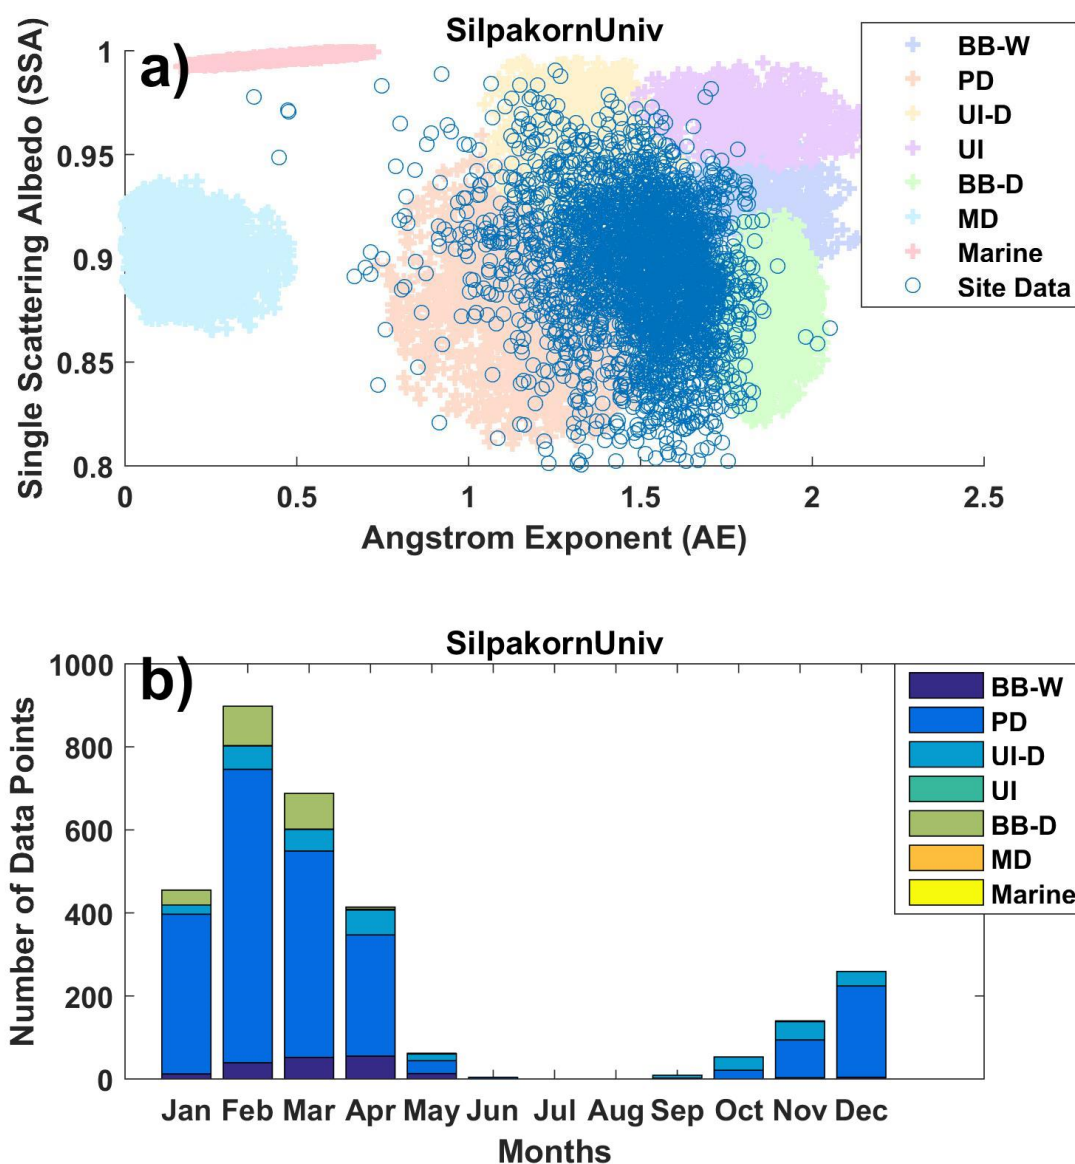 SilpakornUniv
a)
Single Scattering Albedo (SSA)
1
0.95
0.9
0.85
0.8
0 0.5 1 1.5 2 2.5
Angstrom Exponent (AE)
BB-W
PD
UI-D
UI
BB-D
MD
Marine
Site Data
SilpakornUniv
b)
Number of Data Points
1000
800
600
400
200
0
Jan Feb Mar Apr May Jun Jul Aug Sep Oct Nov Dec
Months
BB-W
PD
UI-D
UI
BB-D
MD
Marine